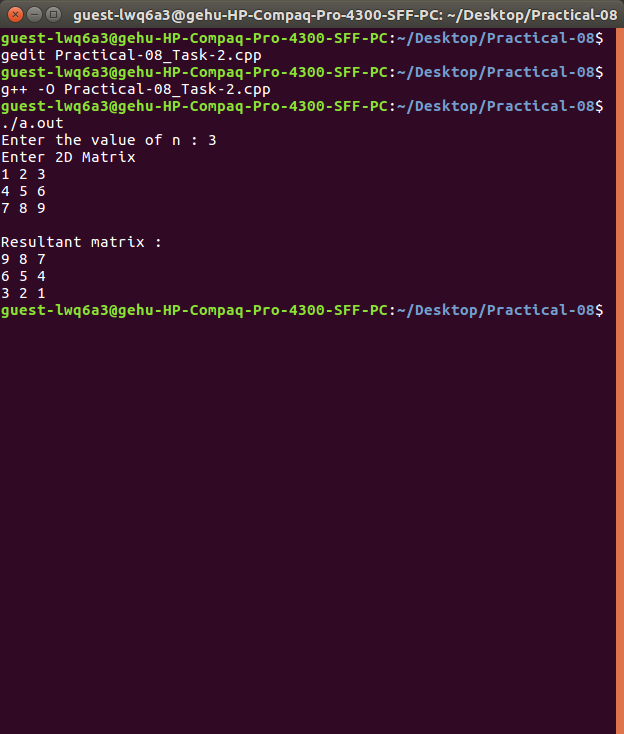 guest-lwq6a3@gehu-HP-Compaq-Pro-4300-SFF-PC: ~/Desktop/Practical-08
guest-lwq6a3@gehu-HP-Compaq-Pro-4300-SFF-PC:~/Desktop/Practical-08$
gedit Practical-08_Task-2.cpp
guest-lwq6a3@gehu-HP-Compaq-Pro-4300-SFF-PC:~/Desktop/Practical-08$
g++ -O Practical-08_Task-2.cpp
guest-lwq6a3@gehu-HP-Compaq-Pro-4300-SFF-PC:~/Desktop/Practical-08$
./a.out
Enter the value of n : 3
Enter 2D Matrix
1 2 3
4 5 6
7 8 9
Resultant matrix :
9 8 7
6 5 4
3 2 1
guest-lwq6a3@gehu-HP-Compaq-Pro-4300-SFF-PC:~/Desktop/Practical-08$